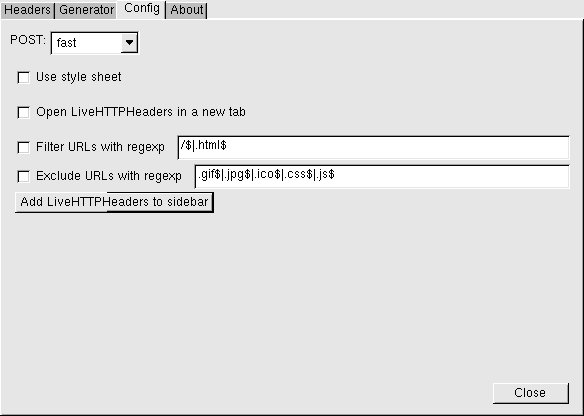 Headers Generator Config About
POST: fast
Use style sheet
Open LiveHTTPHeaders in a new tab
Filter URLs with regexp /$|.html$
Exclude URLs with regexp .gif$|.jpg$|.ico$|.css$|.js$
Add LiveHTTPHeaders to sidebar
Close